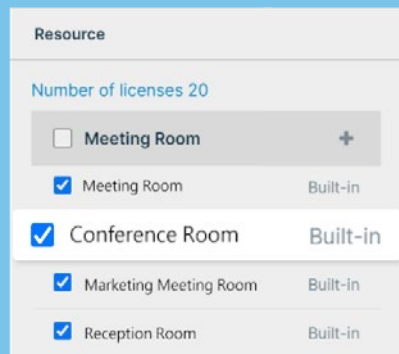 Resource
Number of licenses 20
Meeting Room +
Meeting Room Built-in
Conference Room Built-in
Marketing Meeting Room Built-in
Reception Room Built-in